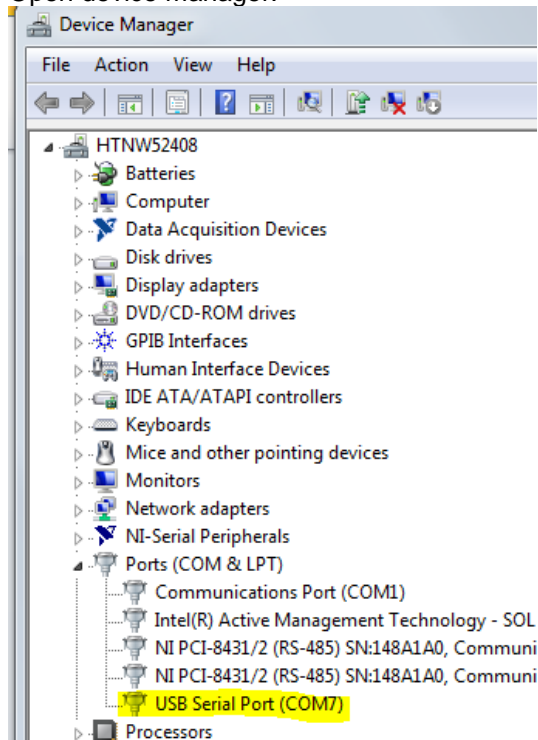 Open device manager.
Device Manager
File Action View Help
HTNW52408
Batteries
Computer
Data Acquisition Devices
Disk drives
Display adapters
DVD/CD-ROM drives
GPIB Interfaces
Human Interface Devices
IDE ATA/ATAPI controllers
Keyboards
Mice and other pointing devices
Monitors
Network adapters
NI-Serial Peripherals
Ports (COM & LPT)
Communications Port (COM1)
Intel(R) Active Management Technology - SOL
NI PCI-8431/2 (RS-485) SN:148A1A0, Communi
NI PCI-8431/2 (RS-485) SN:148A1A0, Communi
USB Serial Port (COM7)
Processors